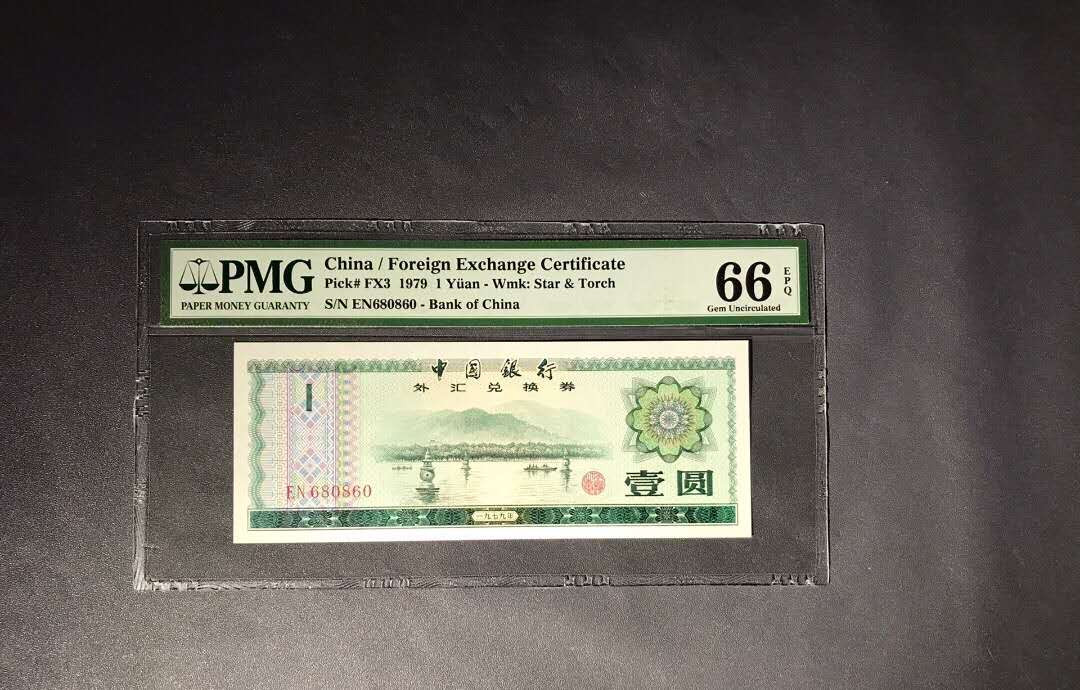 PMG
PAPER MONEY GUARANTY
China / Foreign Exchange Certificate
Pick# FX3 1979 1 Yüan - Wmk: Star & Torch
S/N EN680860 - Bank of China
66 EPQ
Gem Uncirculated
中国銀行
外汇兑换券
1
EN 680860
壹圆
一九七九年